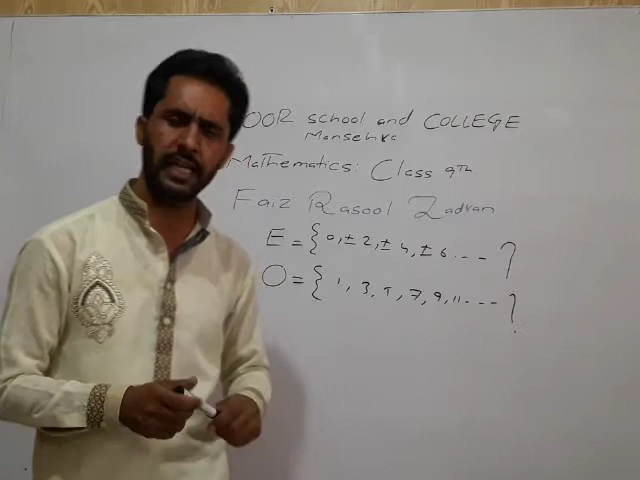 OOR School and COLLEGE
Mansehra
Mathematics: Class 9TH
Faiz Rasool Zadran
E = { 0, ± 2, ± 4, ± 6 . . - - }
O = { 1, 3, 5, 7, 9, 11 - - - - }